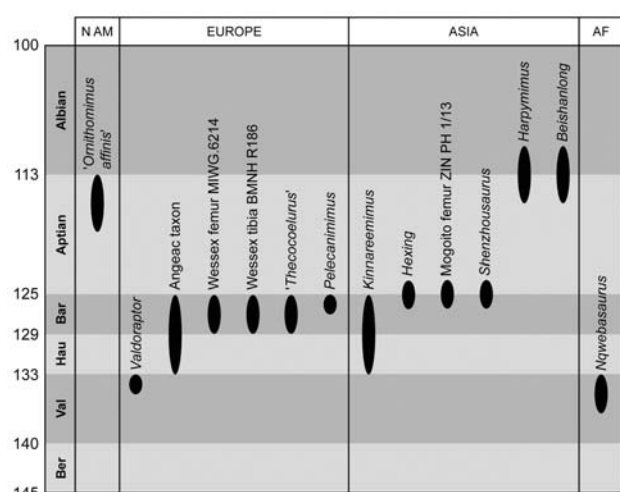 N AM EUROPE ASIA AF
100
Albian
113
Aptian
125
Bar
129
Hau
133
Val
140
Ber
145
'Ornithomimus
affinis'
Valdoraptor
Angeac taxon
Wessex femur MIWG.6214
Wessex tibia BMNH R186
'Thecocoelurus'
Pelecanimimus
Kinnareemimus
Hexing
Mogoito femur ZIN PH 1/13
Shenzhousaurus
Harpymimus
Beishanlong
Nqwebasaurus